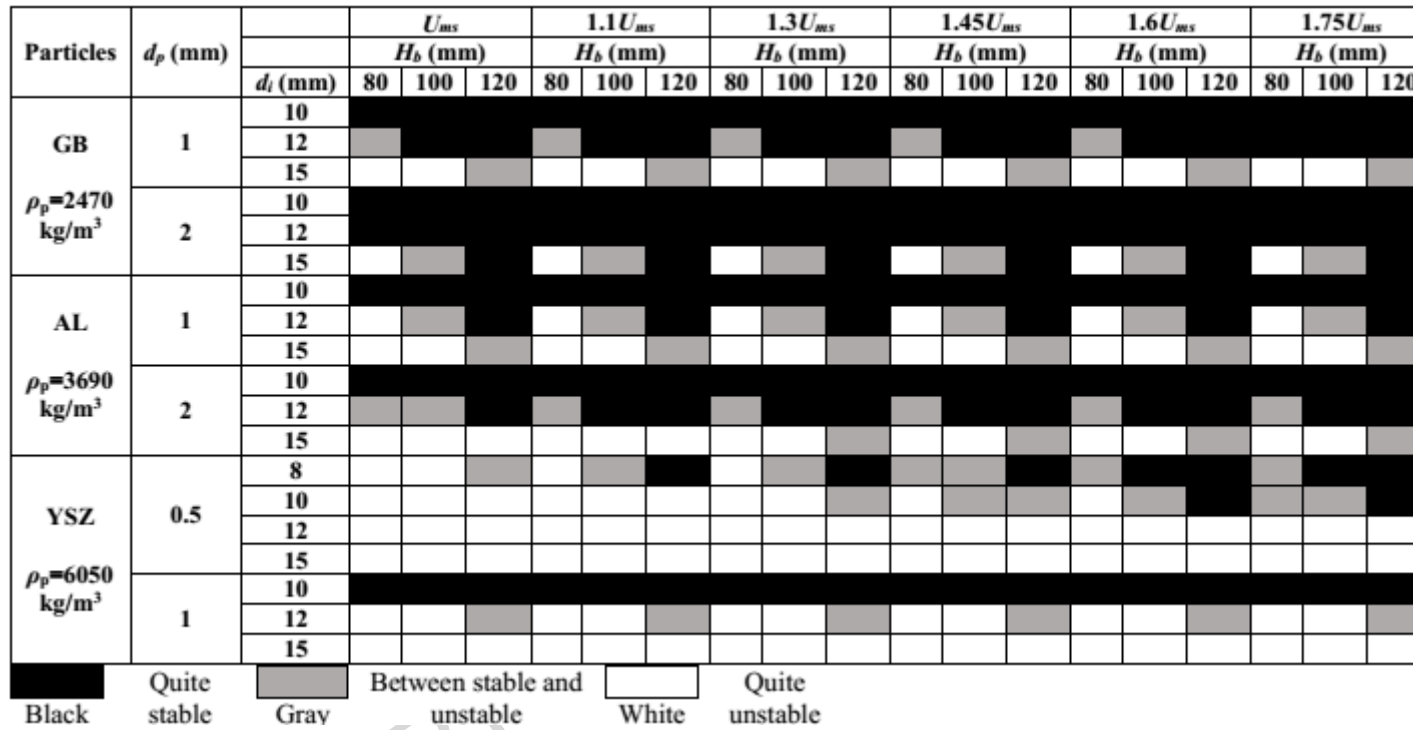 Particles d_p (mm) U_ms 1.1U_ms 1.3U_ms 1.45U_ms 1.6U_ms 1.75U_ms
H_b (mm) H_b (mm) H_b (mm) H_b (mm) H_b (mm) H_b (mm)
d_i (mm) 80 100 120 80 100 120 80 100 120 80 100 120 80 100 120 80 100 120
GB
ρ_p=2470
kg/m³
1
10
12
15
2
10
12
15
AL
ρ_p=3690
kg/m³
1
10
12
15
2
10
12
15
YSZ
ρ_p=6050
kg/m³
0.5
8
10
12
15
1
10
12
15
Black Quite
stable
Gray Between stable and
unstable
White Quite
unstable